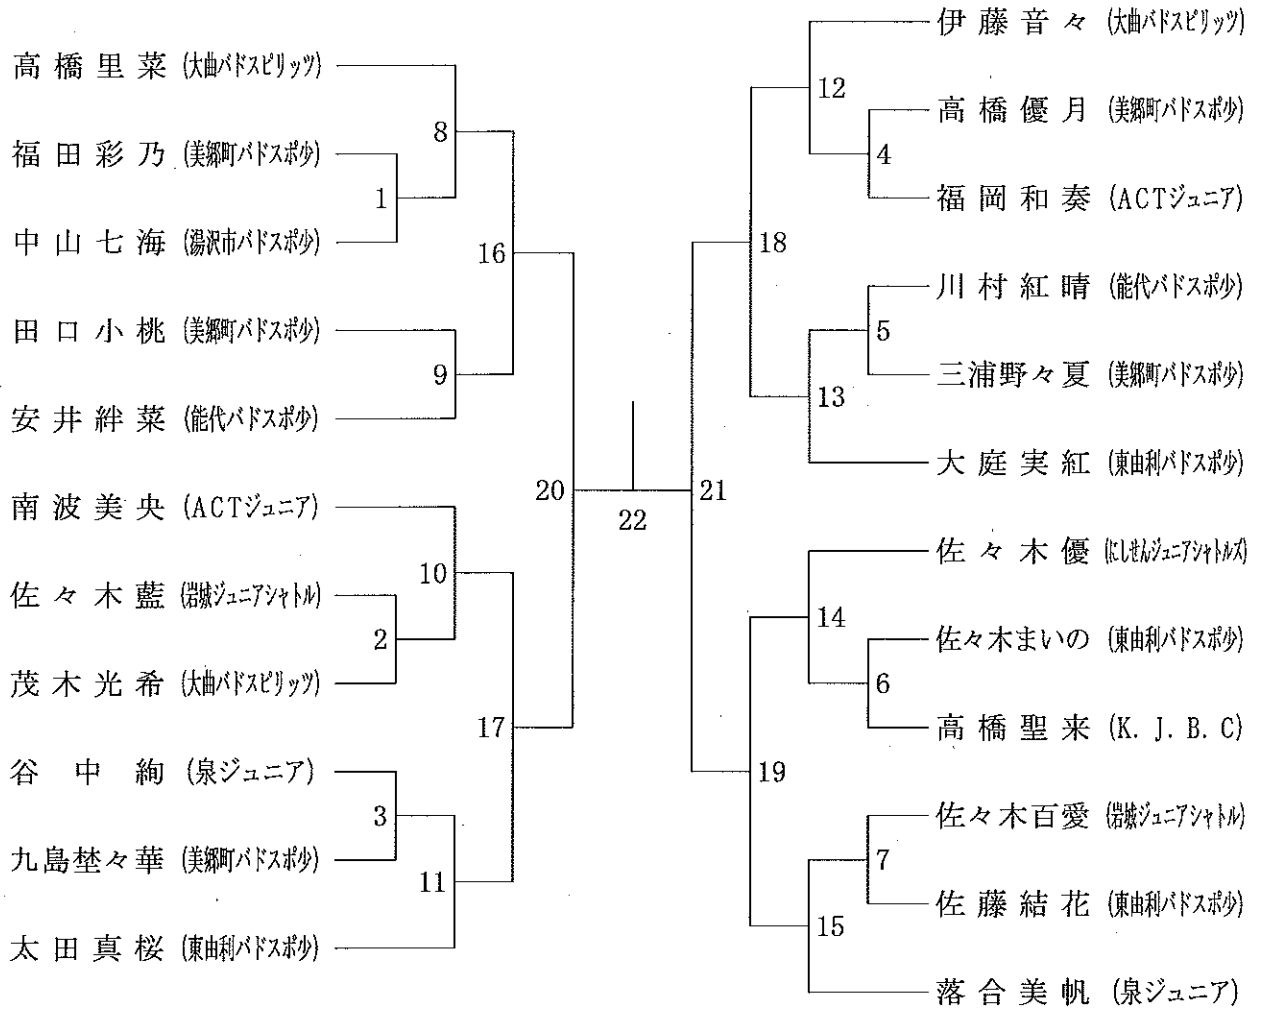 高橋里菜 (大曲バドスピリッツ)
福田彩乃 (美郷町バドスポ少)
中山七海 (湯沢市バドスポ少)
田口小桃 (美郷町バドスポ少)
安井絆菜 (能代バドスポ少)
南波美央 (ACTジュニア)
佐々木藍 (岩城ジュニアシャトル)
茂木光希 (大曲バドスピリッツ)
谷中絢 (泉ジュニア)
九島埜々華 (美郷町バドスポ少)
太田真桜 (東由利バドスポ少)
1
2
3
8
9
10
11
16
17
20
22
21
18
19
12
13
14
15
4
5
6
7
伊藤音々 (大曲バドスピリッツ)
高橋優月 (美郷町バドスポ少)
福岡和奏 (ACTジュニア)
川村紅晴 (能代バドスポ少)
三浦野々夏 (美郷町バドスポ少)
大庭実紅 (東由利バドスポ少)
佐々木優 (にしせんジュニアシャトルズ)
佐々木まいの (東由利バドスポ少)
高橋聖来 (K.J.B.C)
佐々木百愛 (岩城ジュニアシャトル)
佐藤結花 (東由利バドスポ少)
落合美帆 (泉ジュニア)